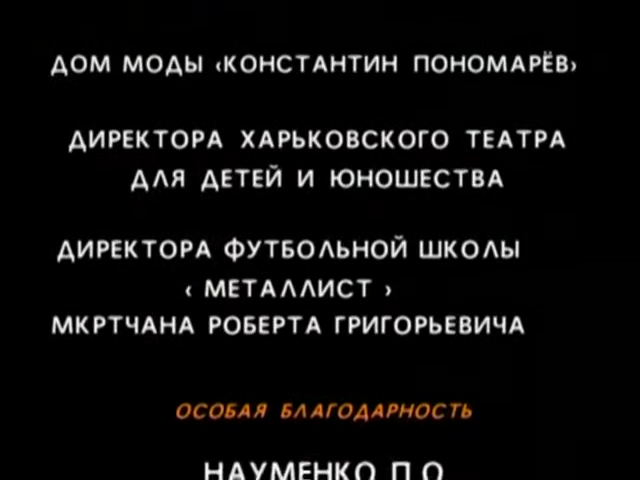 ДОМ МОДЫ ‹КОНСТАНТИН ПОНОМАРЁВ›
ДИРЕКТОРА ХАРЬКОВСКОГО ТЕАТРА
ДЛЯ ДЕТЕЙ И ЮНОШЕСТВА
ДИРЕКТОРА ФУТБОЛЬНОЙ ШКОЛЫ
‹ МЕТАЛЛИСТ ›
МКРТЧАНА РОБЕРТА ГРИГОРЬЕВИЧА
ОСОБАЯ БЛАГОДАРНОСТЬ
НАУМЕНКО П.О